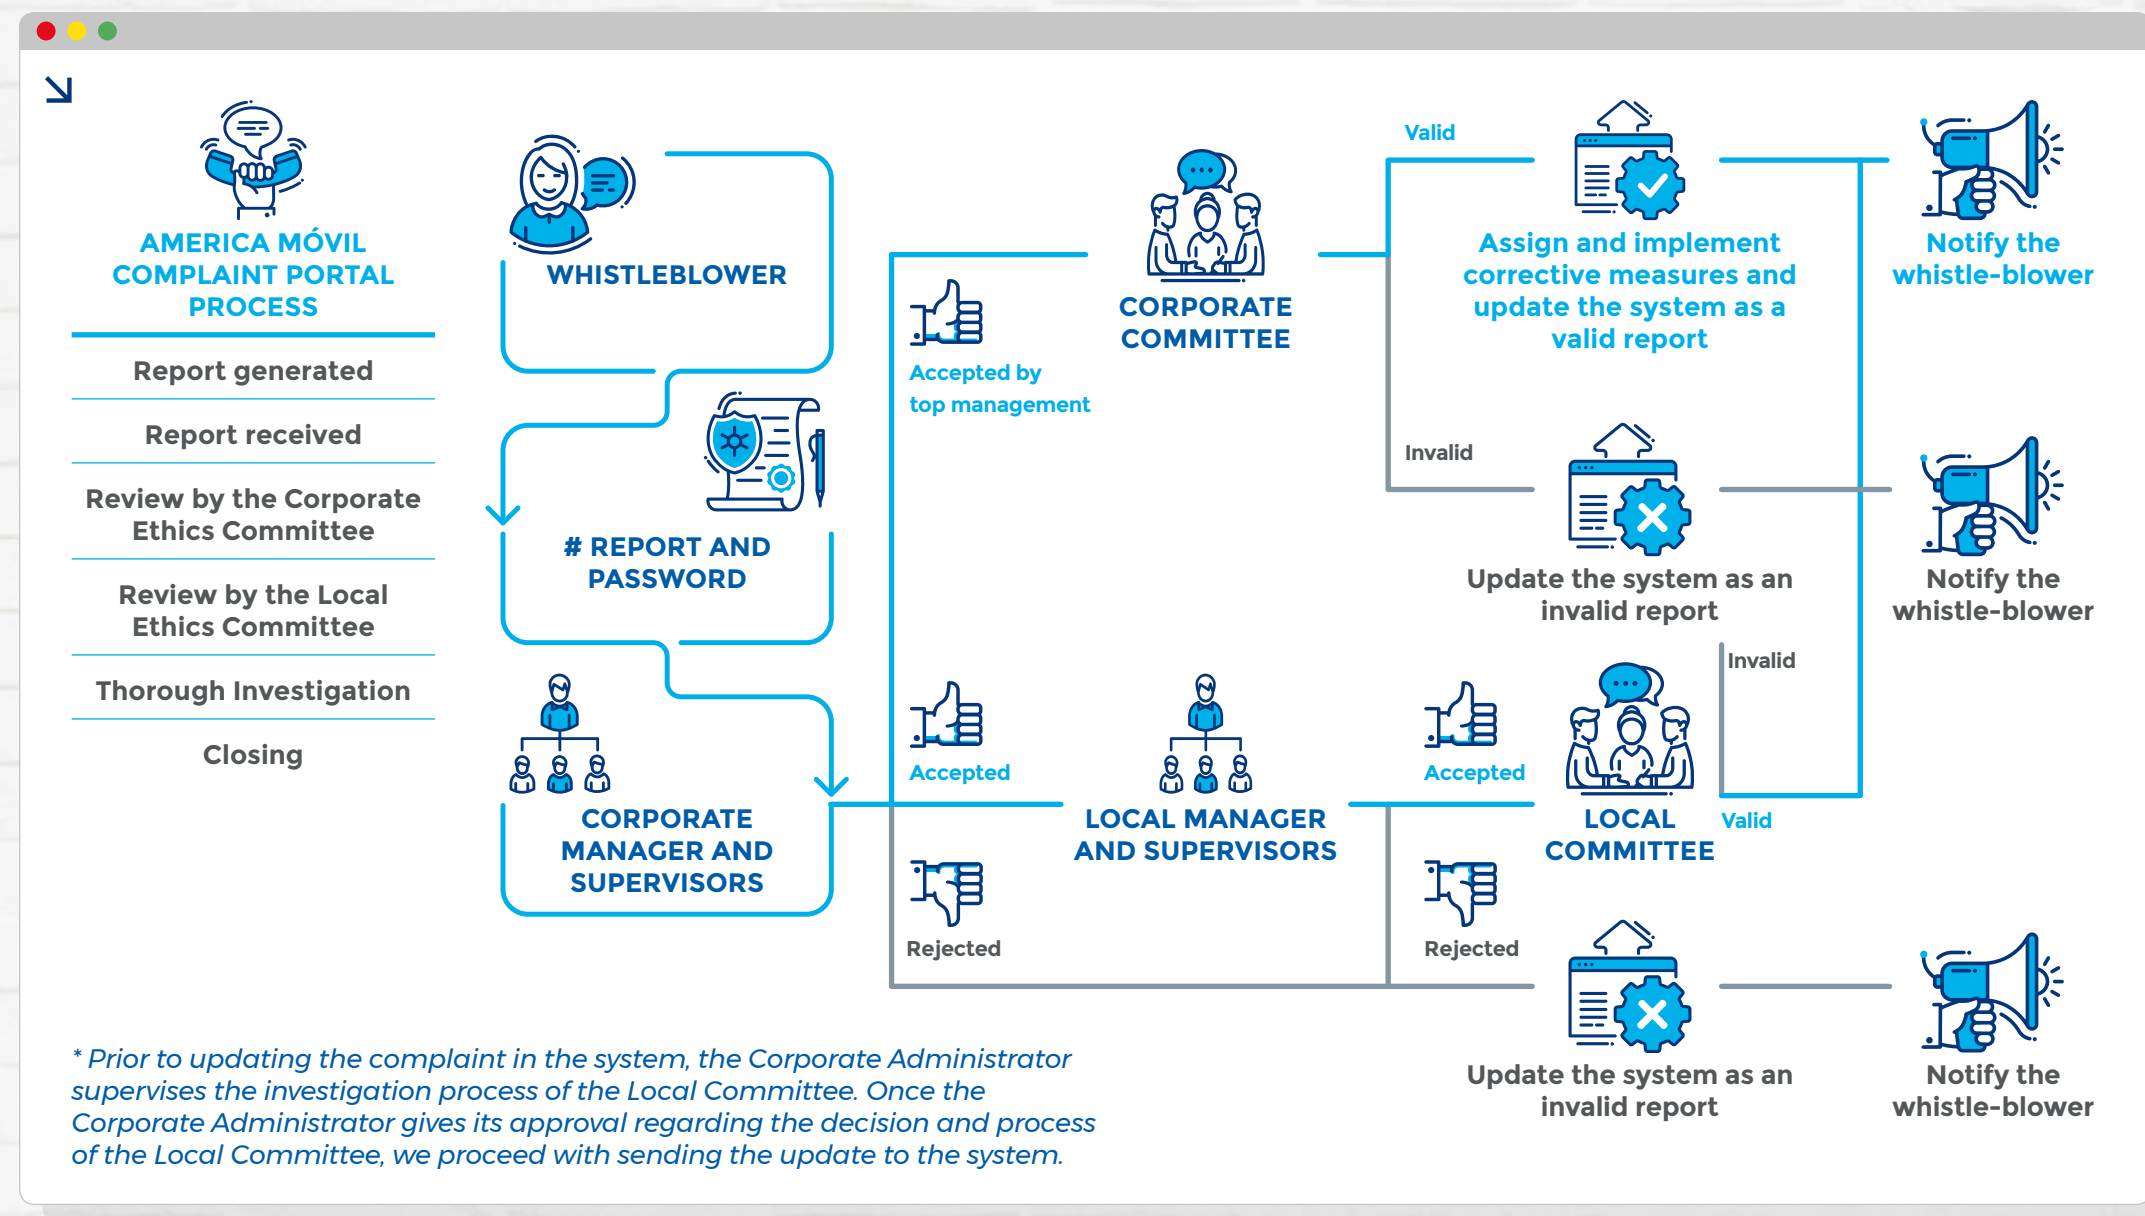 AMERICA MÓVIL
COMPLAINT PORTAL
PROCESS
Report generated
Report received
Review by the Corporate
Ethics Committee
Review by the Local
Ethics Committee
Thorough Investigation
Closing
WHISTLEBLOWER
# REPORT AND
PASSWORD
CORPORATE
MANAGER AND
SUPERVISORS
Accepted by
top management
Accepted
Rejected
CORPORATE
COMMITTEE
LOCAL MANAGER
AND SUPERVISORS
Valid
Invalid
Accepted
Rejected
Assign and implement
corrective measures and
update the system as a
valid report
Notify the
whistle-blower
Update the system as an
invalid report
Notify the
whistle-blower
Invalid
LOCAL
COMMITTEE
Valid
Update the system as an
invalid report
Notify the
whistle-blower
* Prior to updating the complaint in the system, the Corporate Administrator
supervises the investigation process of the Local Committee. Once the
Corporate Administrator gives its approval regarding the decision and process
of the Local Committee, we proceed with sending the update to the system.